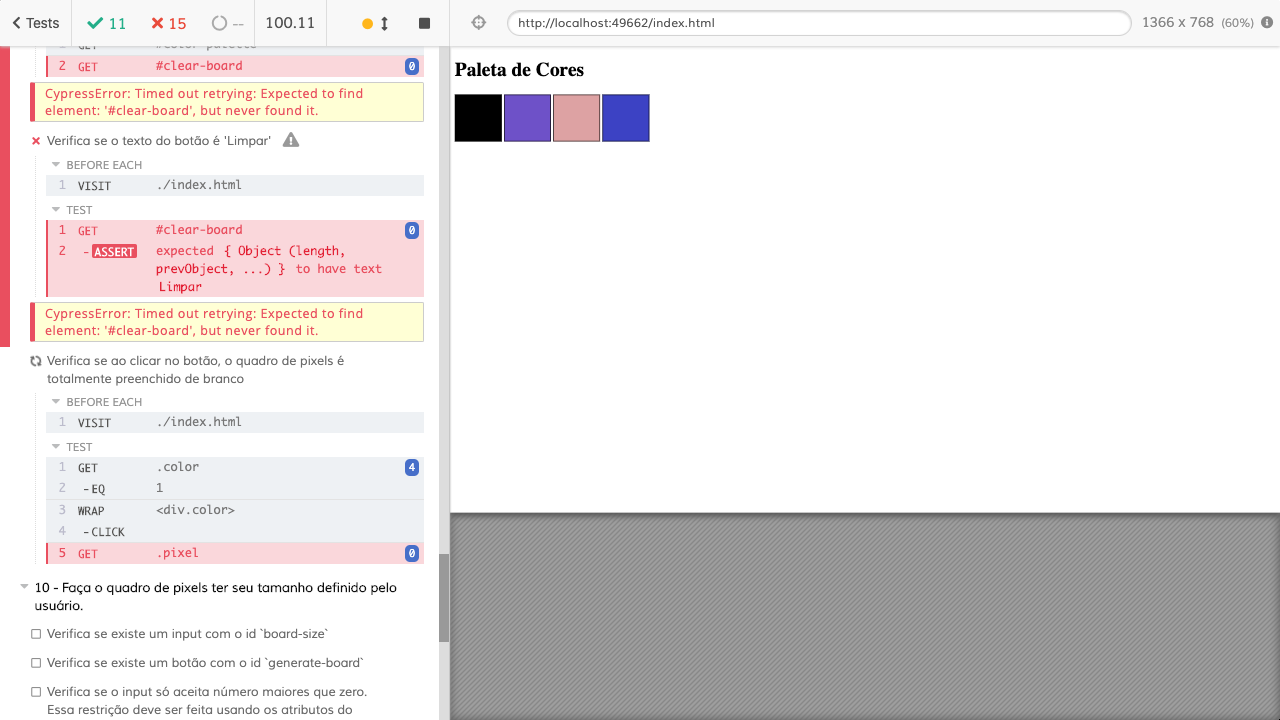 Tests 11 15 -- 100.11
http://localhost:49662/index.html 1366 x 768 (60%)
2 GET #clear-board 0
CypressError: Timed out retrying: Expected to find
element: '#clear-board', but never found it.
Verifica se o texto do botão é 'Limpar'
BEFORE EACH
1 VISIT ./index.html
TEST
1 GET #clear-board 0
2 -ASSERT expected { Object (length,
prevObject, ...) } to have text
Limpar
CypressError: Timed out retrying: Expected to find
element: '#clear-board', but never found it.
Verifica se ao clicar no botão, o quadro de pixels é
totalmente preenchido de branco
BEFORE EACH
1 VISIT ./index.html
TEST
1 GET .color 4
2 -EQ 1
3 WRAP <div.color>
4 -CLICK
5 GET .pixel 0
10 - Faça o quadro de pixels ter seu tamanho definido pelo
usuário.
Verifica se existe um input com o id `board-size`
Verifica se existe um botão com o id `generate-board`
Verifica se o input só aceita número maiores que zero.
Essa restrição deve ser feita usando os atributos do
Paleta de Cores